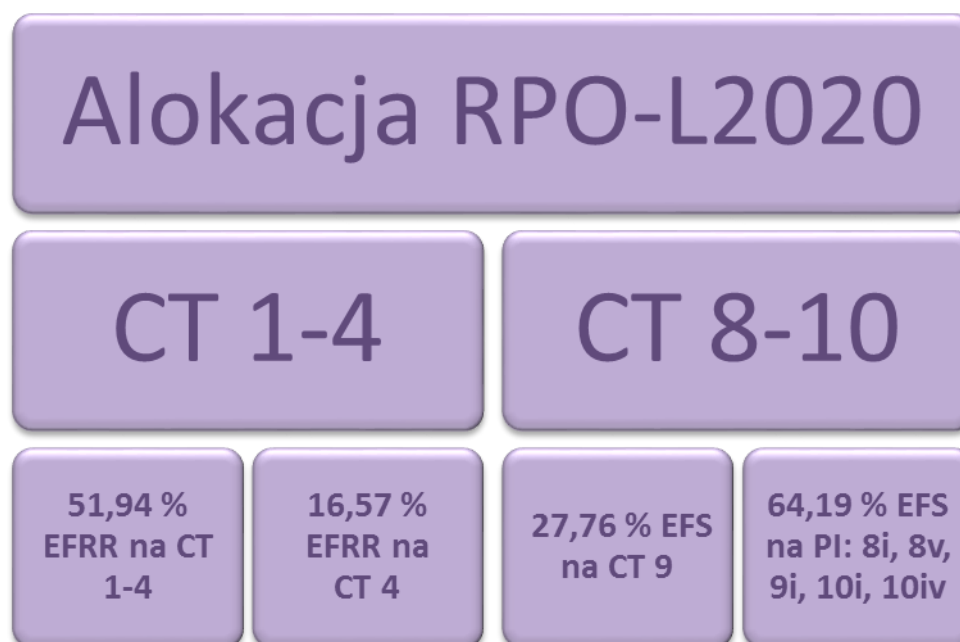 Alokacja RPO-L2020
CT 1-4
CT 8-10
51,94 %
EFRR na CT
1-4
16,57 %
EFRR na
CT 4
27,76 % EFS
na CT 9
64,19 % EFS
na PI: 8i, 8v,
9i, 10i, 10iv